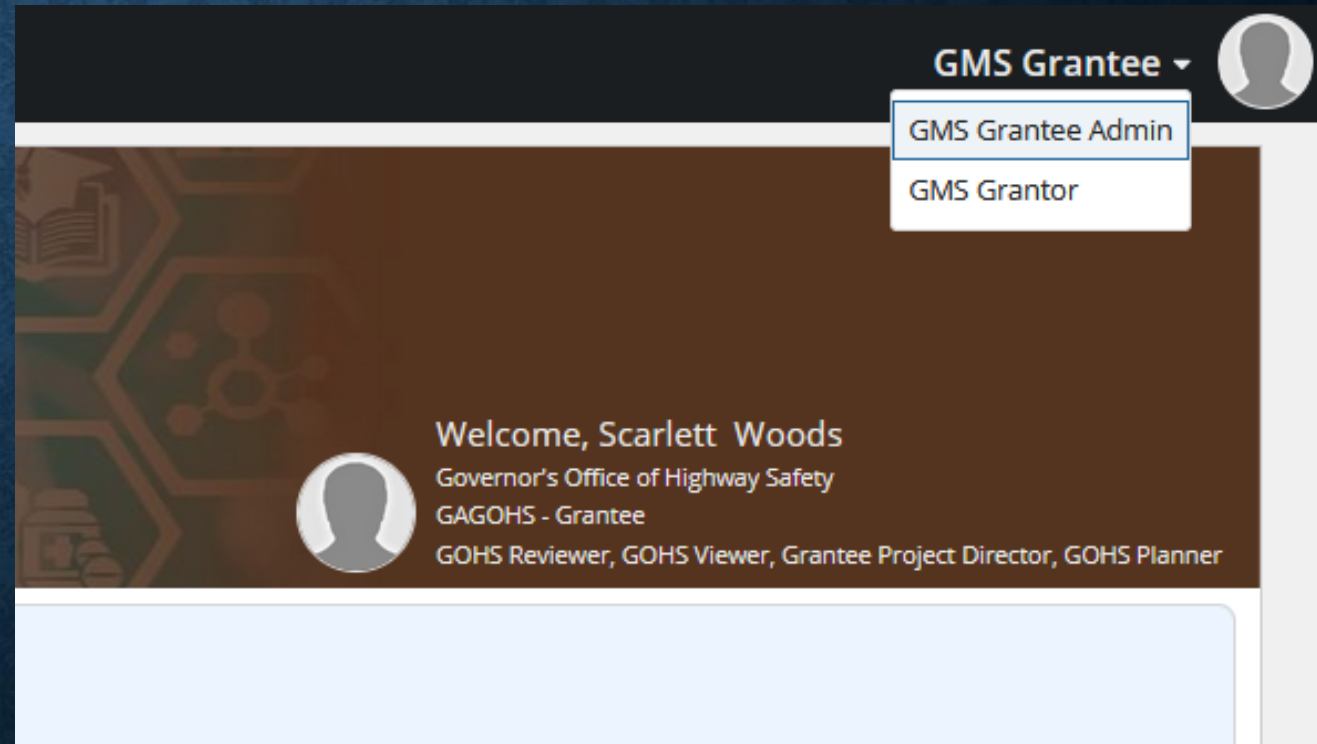 GMS Grantee
GMS Grantee Admin
GMS Grantor
Welcome, Scarlett Woods
Governor's Office of Highway Safety
GAGOHS - Grantee
GOHS Reviewer, GOHS Viewer, Grantee Project Director, GOHS Planner